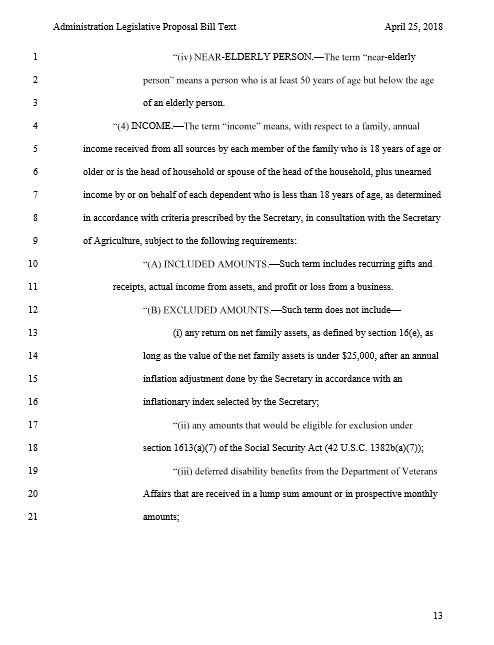 Administration Legislative Proposal Bill Text April 25, 2018
1 “(iv) NEAR-ELDERLY PERSON.—The term “near-elderly
2 person” means a person who is at least 50 years of age but below the age
3 of an elderly person.
4 “(4) INCOME.—The term “income” means, with respect to a family, annual
5 income received from all sources by each member of the family who is 18 years of age or
6 older or is the head of household or spouse of the head of the household, plus unearned
7 income by or on behalf of each dependent who is less than 18 years of age, as determined
8 in accordance with criteria prescribed by the Secretary, in consultation with the Secretary
9 of Agriculture, subject to the following requirements:
10 “(A) INCLUDED AMOUNTS.—Such term includes recurring gifts and
11 receipts, actual income from assets, and profit or loss from a business.
12 “(B) EXCLUDED AMOUNTS.—Such term does not include—
13 (i) any return on net family assets, as defined by section 16(e), as
14 long as the value of the net family assets is under $25,000, after an annual
15 inflation adjustment done by the Secretary in accordance with an
16 inflationary index selected by the Secretary;
17 “(ii) any amounts that would be eligible for exclusion under
18 section 1613(a)(7) of the Social Security Act (42 U.S.C. 1382b(a)(7));
19 “(iii) deferred disability benefits from the Department of Veterans
20 Affairs that are received in a lump sum amount or in prospective monthly
21 amounts;
13